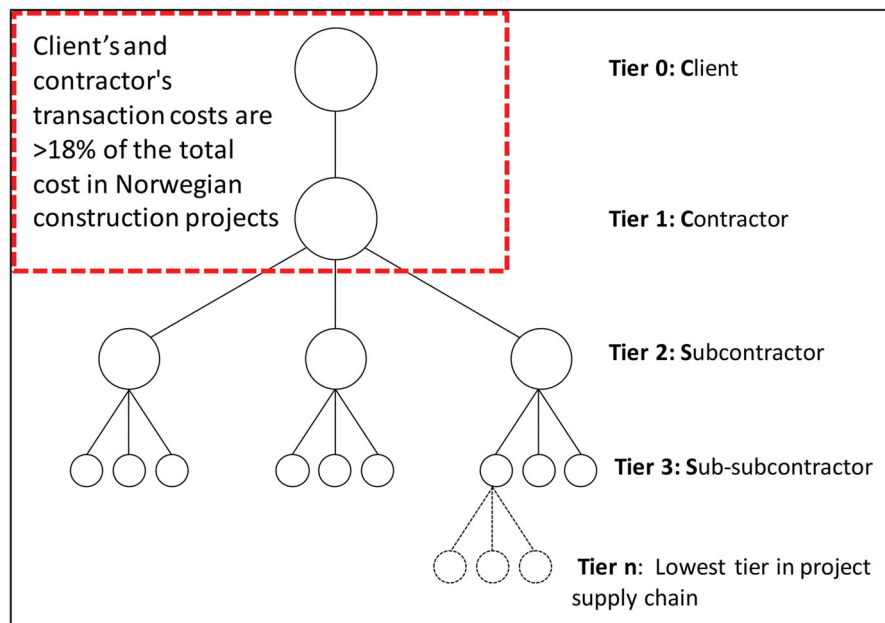 Client's and
contractor's
transaction costs are
>18% of the total
cost in Norwegian
construction projects
Tier 0: Client
Tier 1: Contractor
Tier 2: Subcontractor
Tier 3: Sub-subcontractor
Tier n:  Lowest tier in project
supply chain